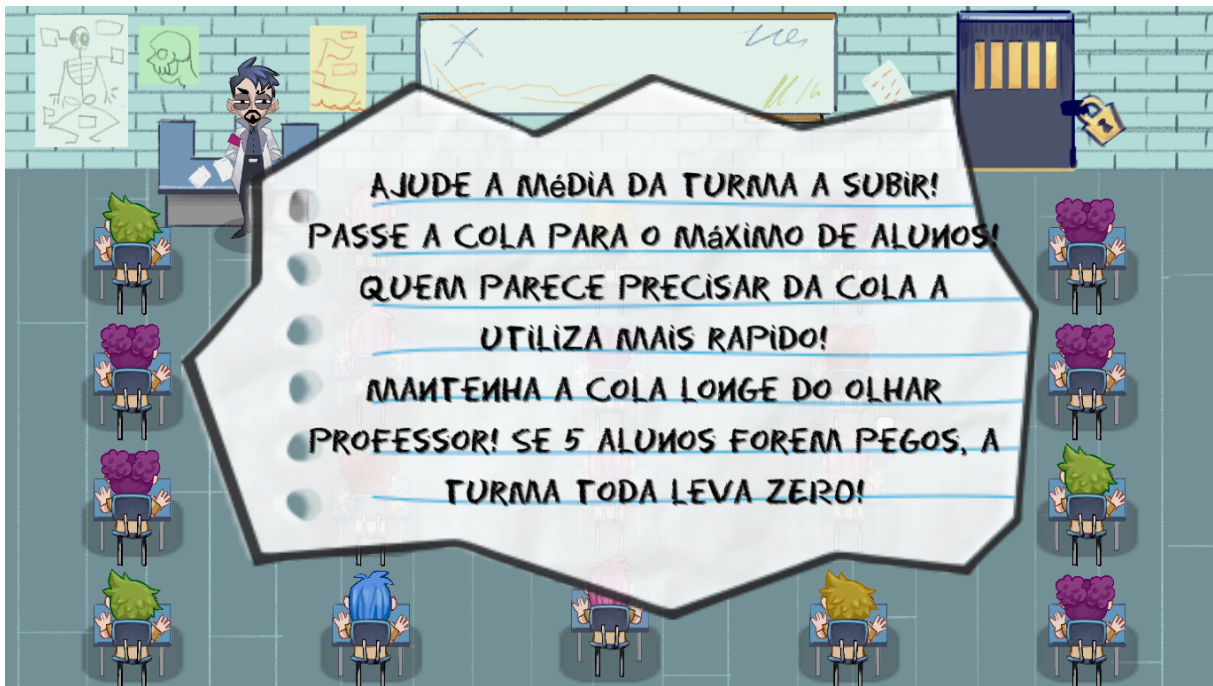 AJUDE A MéDIA DA TURMA A SUBIR!
PASSE A COLA PARA O MáXIMO DE ALUNOS!
QUEM PARECE PRECISAR DA COLA A
UTILIZA MAIS RAPIDO!
MANTENHA A COLA LONGE DO OLHAR
PROFESSOR! SE 5 ALUNOS FOREM PEGOS, A
TURMA TODA LEVA ZERO!